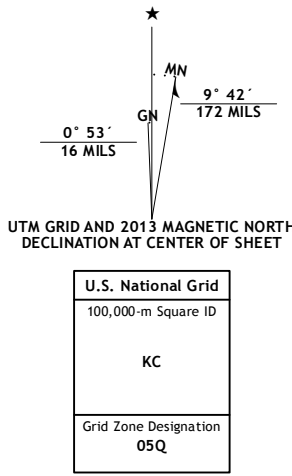 ★
MN
GN
9° 42´
172 MILS
0° 53´
16 MILS
UTM GRID AND 2013 MAGNETIC NORTH
DECLINATION AT CENTER OF SHEET
U.S. National Grid
100,000-m Square ID
KC
Grid Zone Designation
05Q